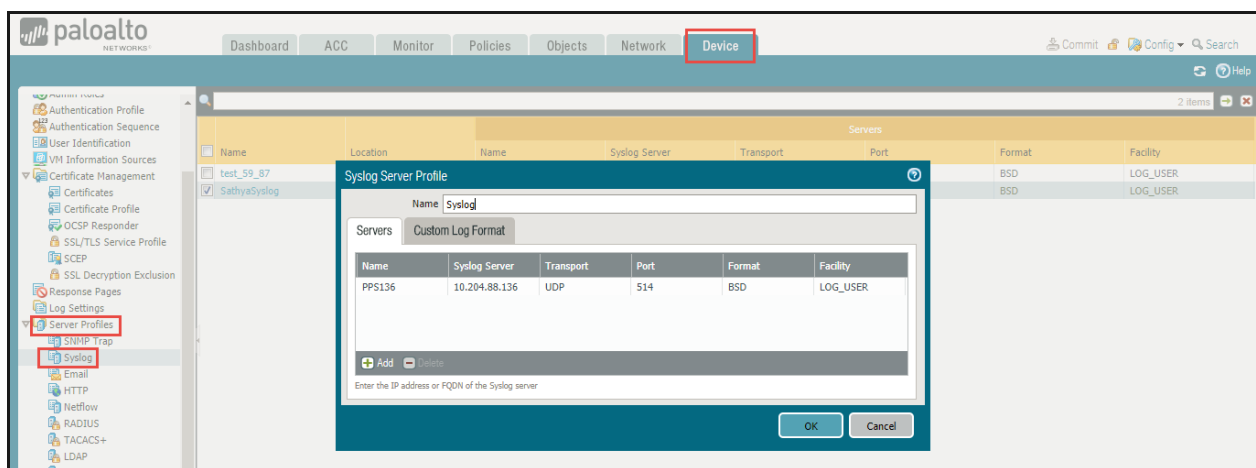 paloalto
NETWORKS
Dashboard ACC Monitor Policies Objects Network Device
Commit Config Search
Help
Admin Roles
Authentication Profile
Authentication Sequence
User Identification
VM Information Sources
Certificate Management
Certificates
Certificate Profile
OCSP Responder
SSL/TLS Service Profile
SCEP
SSL Decryption Exclusion
Response Pages
Log Settings
Server Profiles
SNMP Trap
Syslog
Email
HTTP
Netflow
RADIUS
TACACS+
LDAP
2 items
Servers
Name Location Name Syslog Server Transport Port Format Facility
test_59_87 BSD LOG_USER
SathyaSyslog BSD LOG_USER
Syslog Server Profile
Name Syslog
Servers Custom Log Format
Name Syslog Server Transport Port Format Facility
PPS136 10.204.88.136 UDP 514 BSD LOG_USER
Add Delete
Enter the IP address or FQDN of the Syslog server
OK Cancel